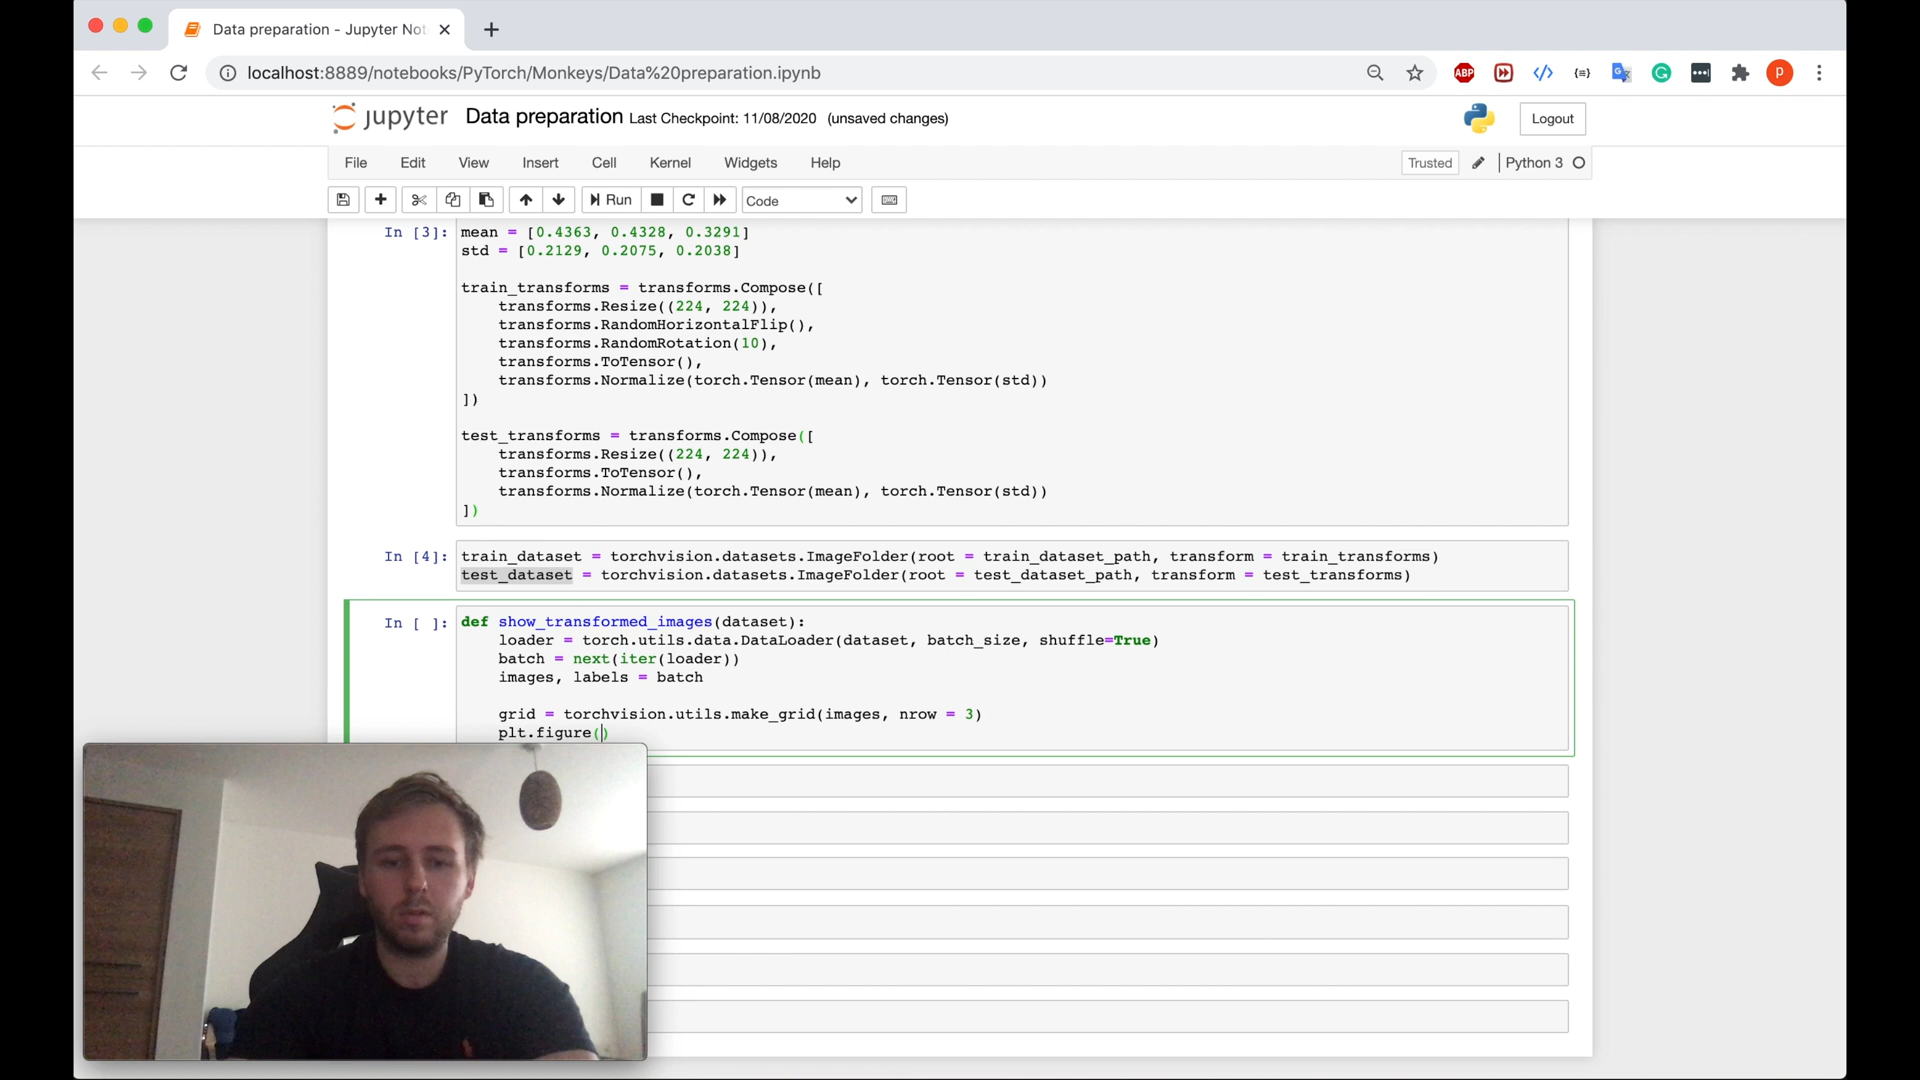 Data preparation - Jupyter Not
localhost:8889/notebooks/PyTorch/Monkeys/Data%20preparation.ipynb
ABP
P
jupyter Data preparation Last Checkpoint: 11/08/2020 (unsaved changes)
Logout
File Edit View Insert Cell Kernel Widgets Help
Trusted
Python 3
Run
Code
In [3]: mean = [0.4363, 0.4328, 0.3291]
std = [0.2129, 0.2075, 0.2038]
train_transforms = transforms.Compose([
transforms.Resize((224, 224)),
transforms.RandomHorizontalFlip(),
transforms.RandomRotation(10),
transforms.ToTensor(),
transforms.Normalize(torch.Tensor(mean), torch.Tensor(std))
])
test_transforms = transforms.Compose([
transforms.Resize((224, 224)),
transforms.ToTensor(),
transforms.Normalize(torch.Tensor(mean), torch.Tensor(std))
])
In [4]: train_dataset = torchvision.datasets.ImageFolder(root = train_dataset_path, transform = train_transforms)
test_dataset = torchvision.datasets.ImageFolder(root = test_dataset_path, transform = test_transforms)
In [ ]: def show_transformed_images(dataset):
loader = torch.utils.data.DataLoader(dataset, batch_size, shuffle=True)
batch = next(iter(loader))
images, labels = batch
grid = torchvision.utils.make_grid(images, nrow = 3)
plt.figure()